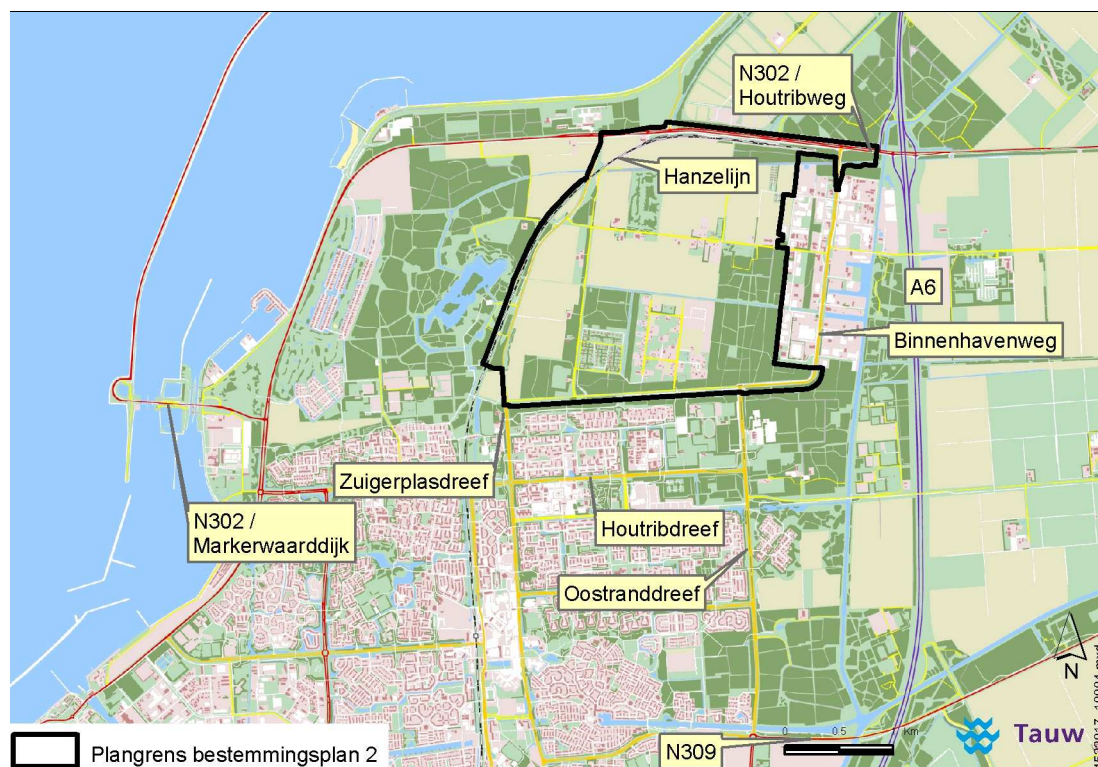 N302 /
Houtribweg
Hanzelijn
A6
Binnenhavenweg
Zuigerplasdreef
N302 /
Markerwaarddijk
Houtribdreef
Oostranddreef
N
N309
0 0.5 1 Km
Tauw
Plangrens bestemmingsplan 2